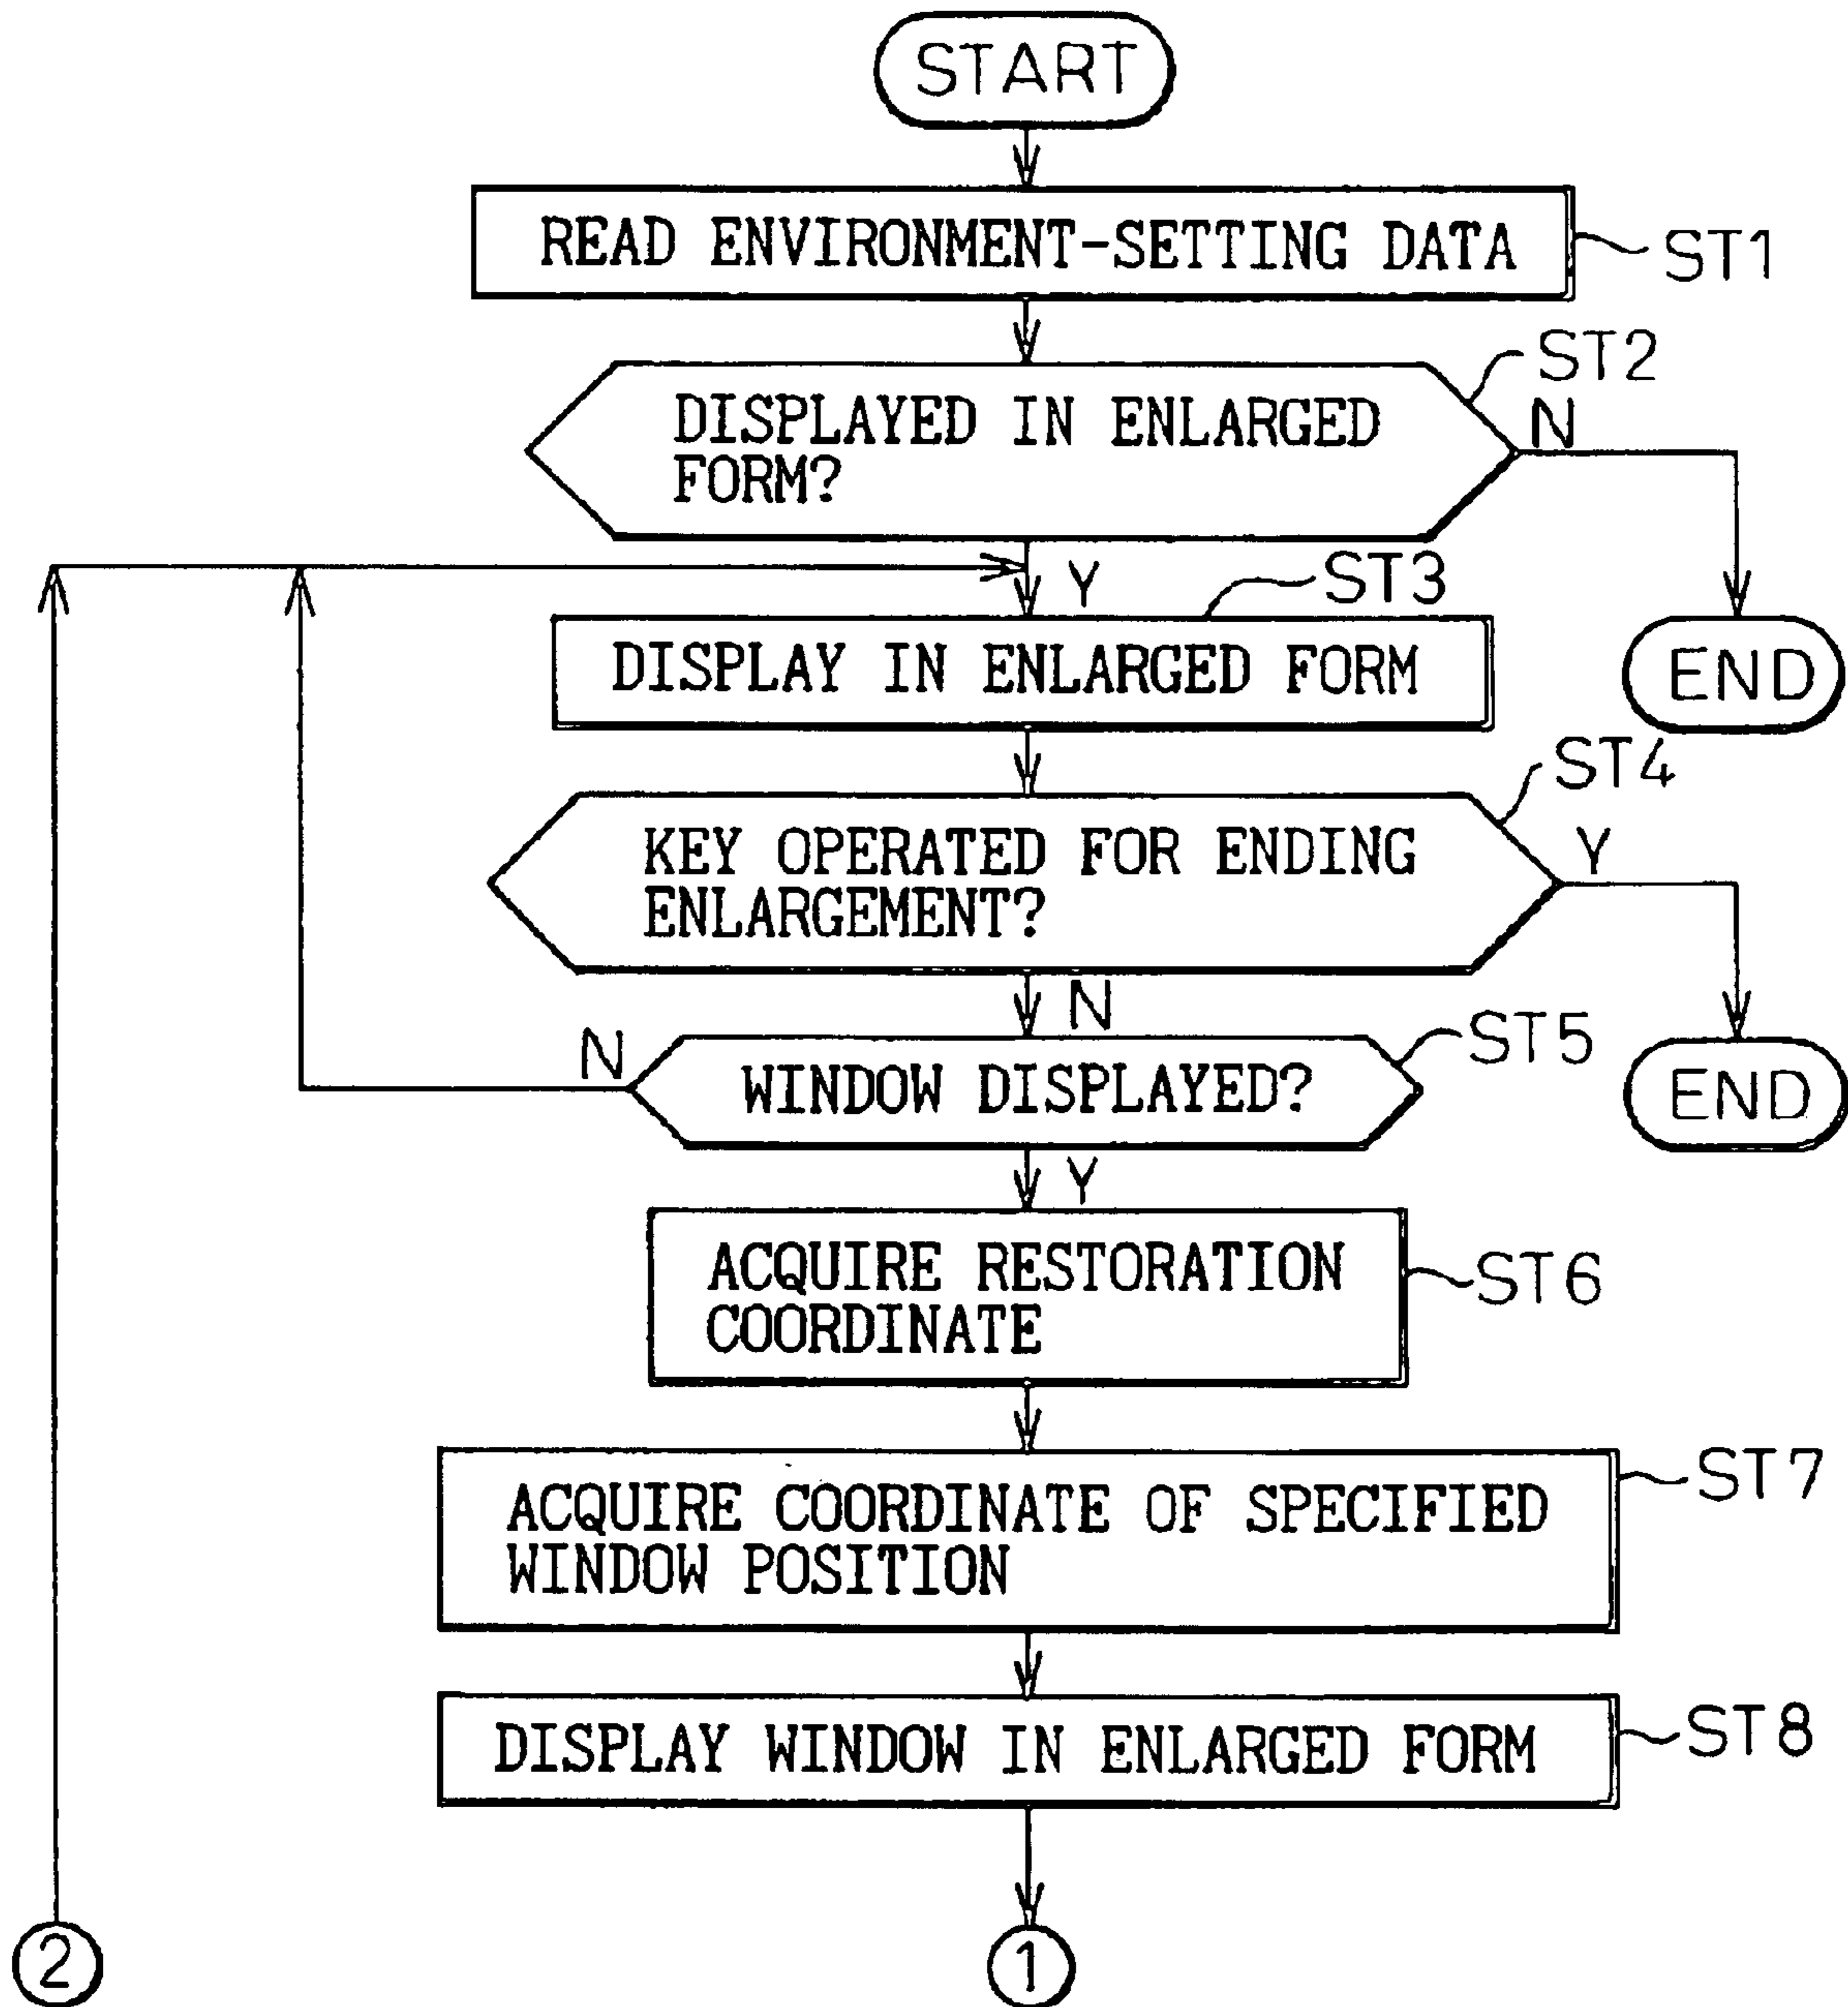 START
READ ENVIRONMENT-SETTING DATA
ST1
ST2
DISPLAYED IN ENLARGED
FORM?
N
Y
ST3
DISPLAY IN ENLARGED FORM
END
ST4
KEY OPERATED FOR ENDING
ENLARGEMENT?
Y
N
N
ST5
WINDOW DISPLAYED?
END
Y
ACQUIRE RESTORATION
COORDINATE
ST6
ST7
ACQUIRE COORDINATE OF SPECIFIED
WINDOW POSITION
DISPLAY WINDOW IN ENLARGED FORM
ST8
2
1